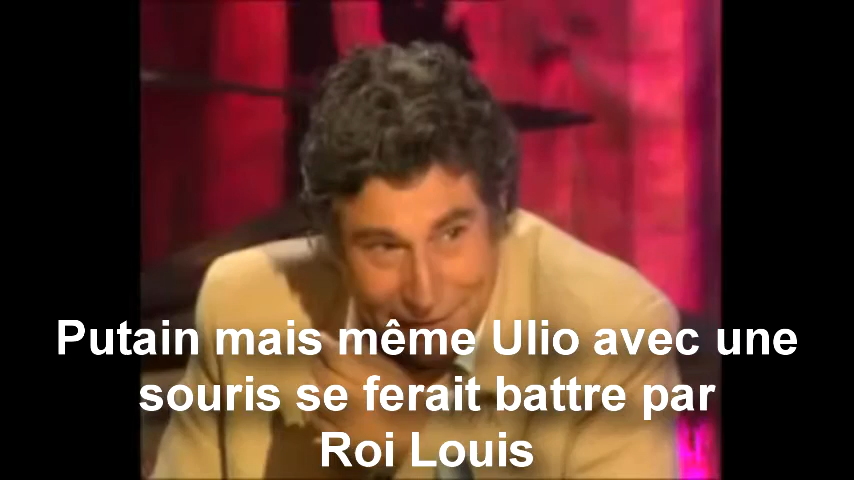 Putain mais même Ulio avec une
souris se ferait battre par
Roi Louis